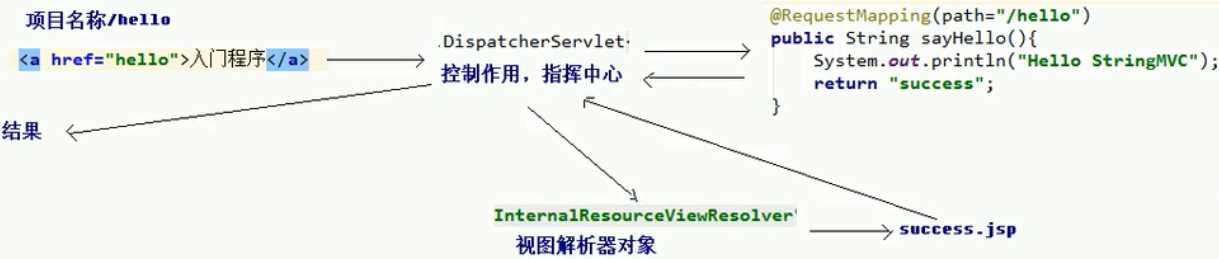 项目名称/hello
<a href="hello">入门程序</a>
.DispatcherServlet
控制作用，指挥中心
@RequestMapping(path="/hello")
public String sayHello(){
System.out.println("Hello StringMVC");
return "success";
}
结果
InternalResourceViewResolver"
视图解析器对象
success.jsp